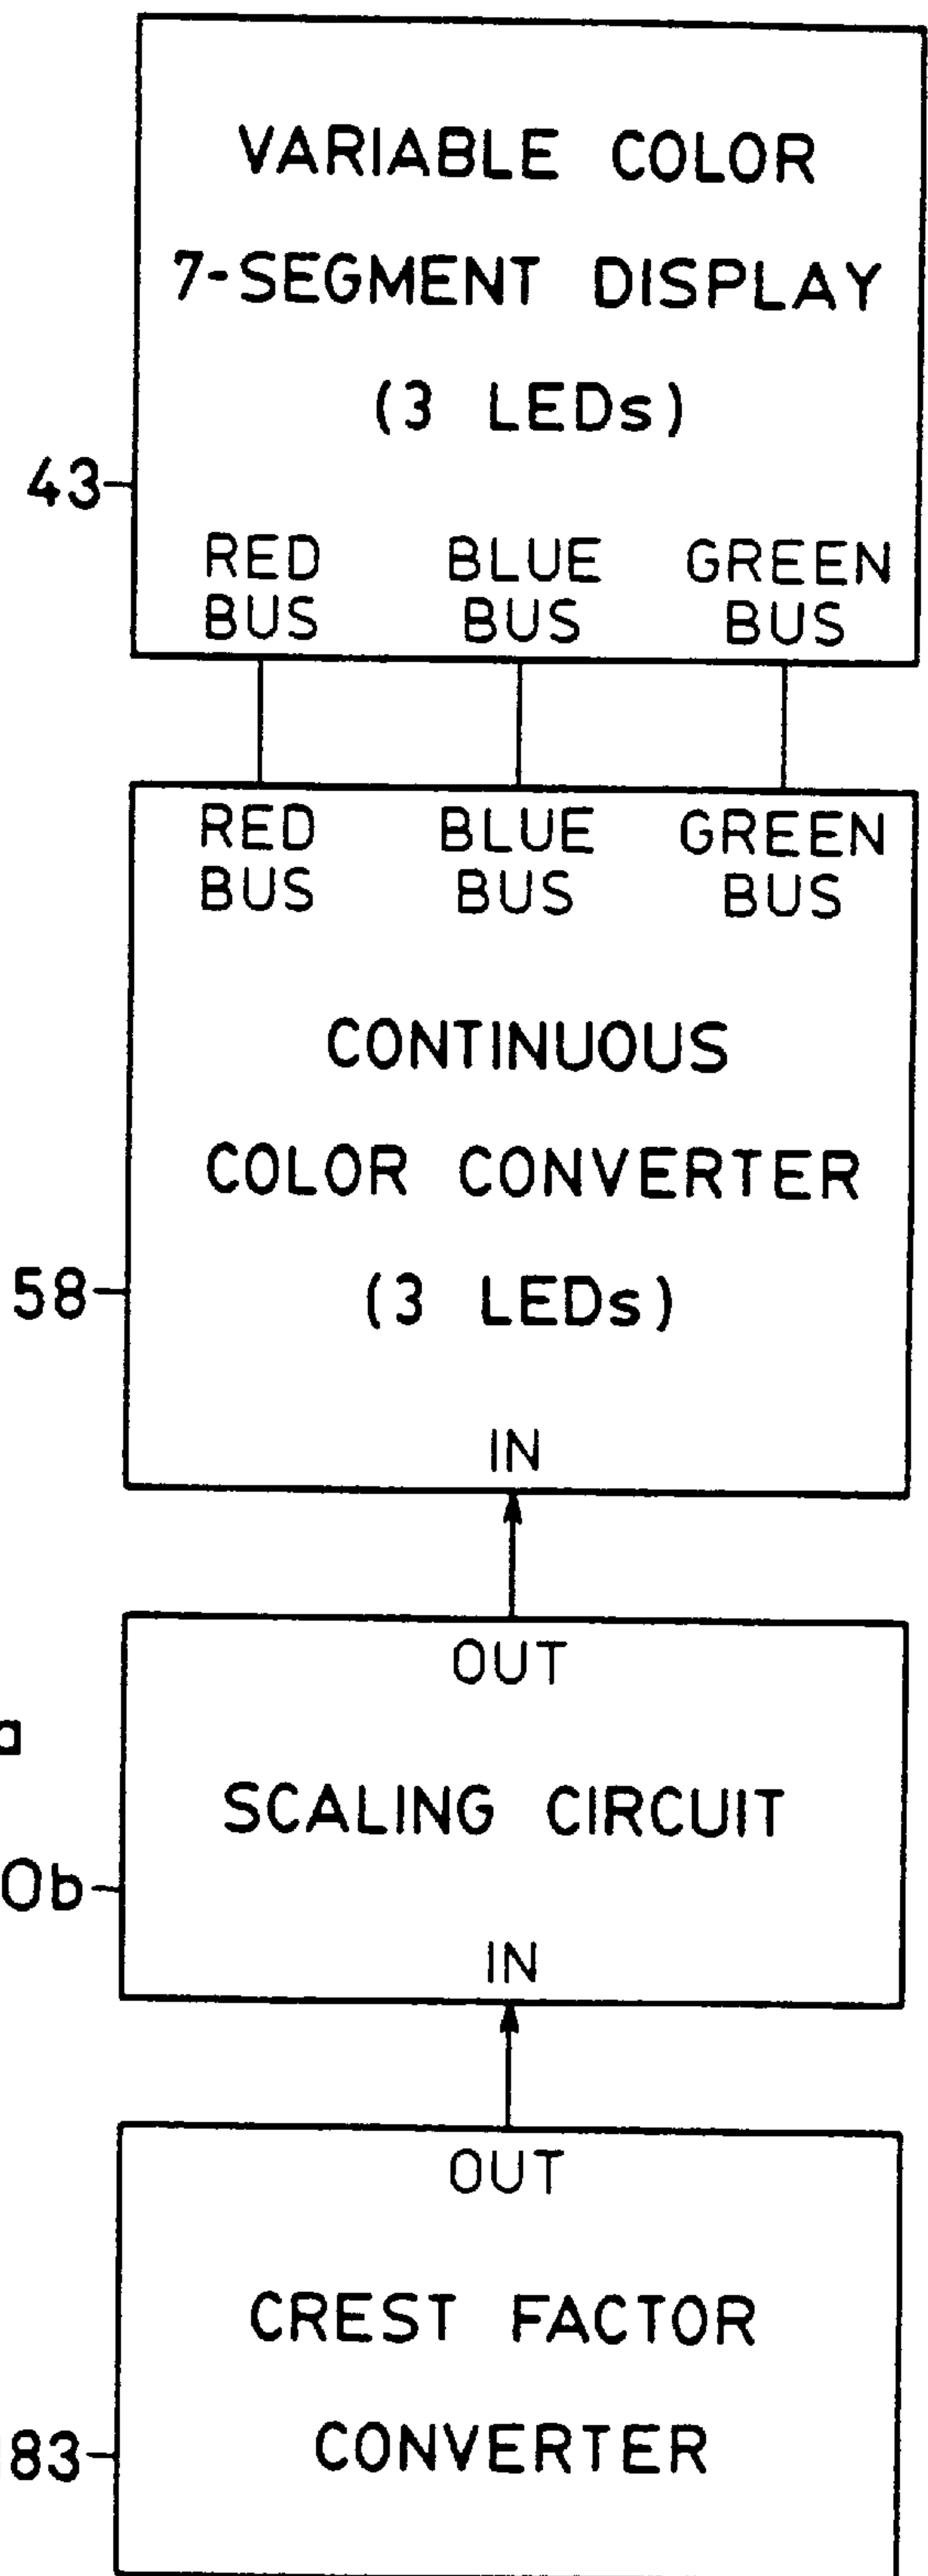 VARIABLE COLOR
7-SEGMENT DISPLAY
(3 LEDs)
43
RED BLUE GREEN
BUS BUS BUS
RED BLUE GREEN
BUS BUS BUS
CONTINUOUS
COLOR CONVERTER
58
(3 LEDs)
IN
OUT
a
SCALING CIRCUIT
0b
IN
OUT
CREST FACTOR
CONVERTER
83